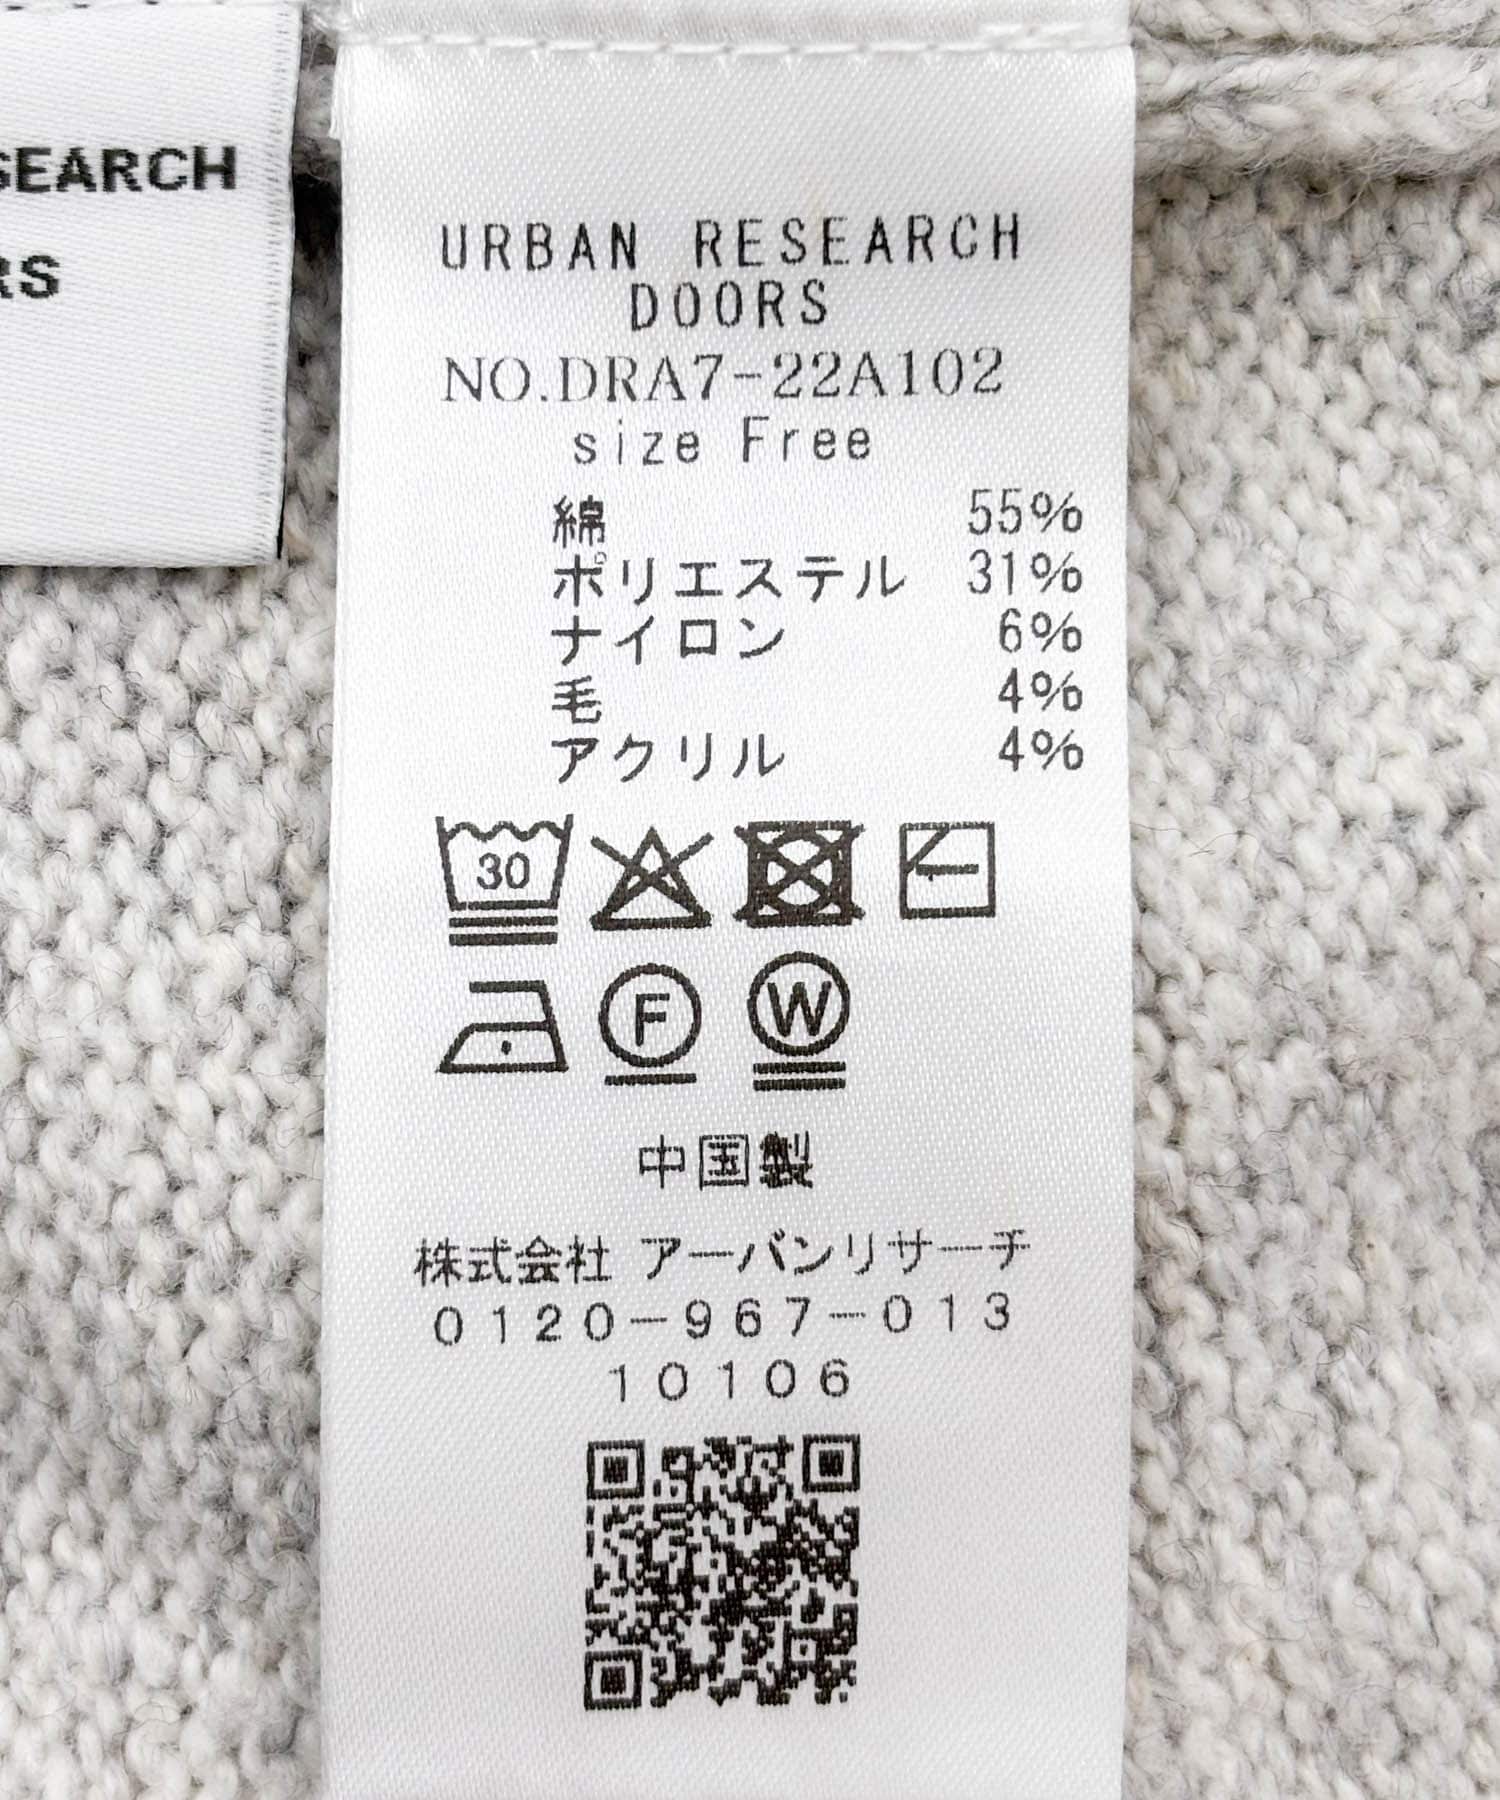 SEARCH
RS
URBAN RESEARCH
DOORS
NO.DRA7-22A102
size Free
綿 55%
ポリエステル 31%
ナイロン 6%
毛 4%
アクリル 4%
30
F W
中国製
株式会社 アーバンリサーチ
0120-967-013
10106